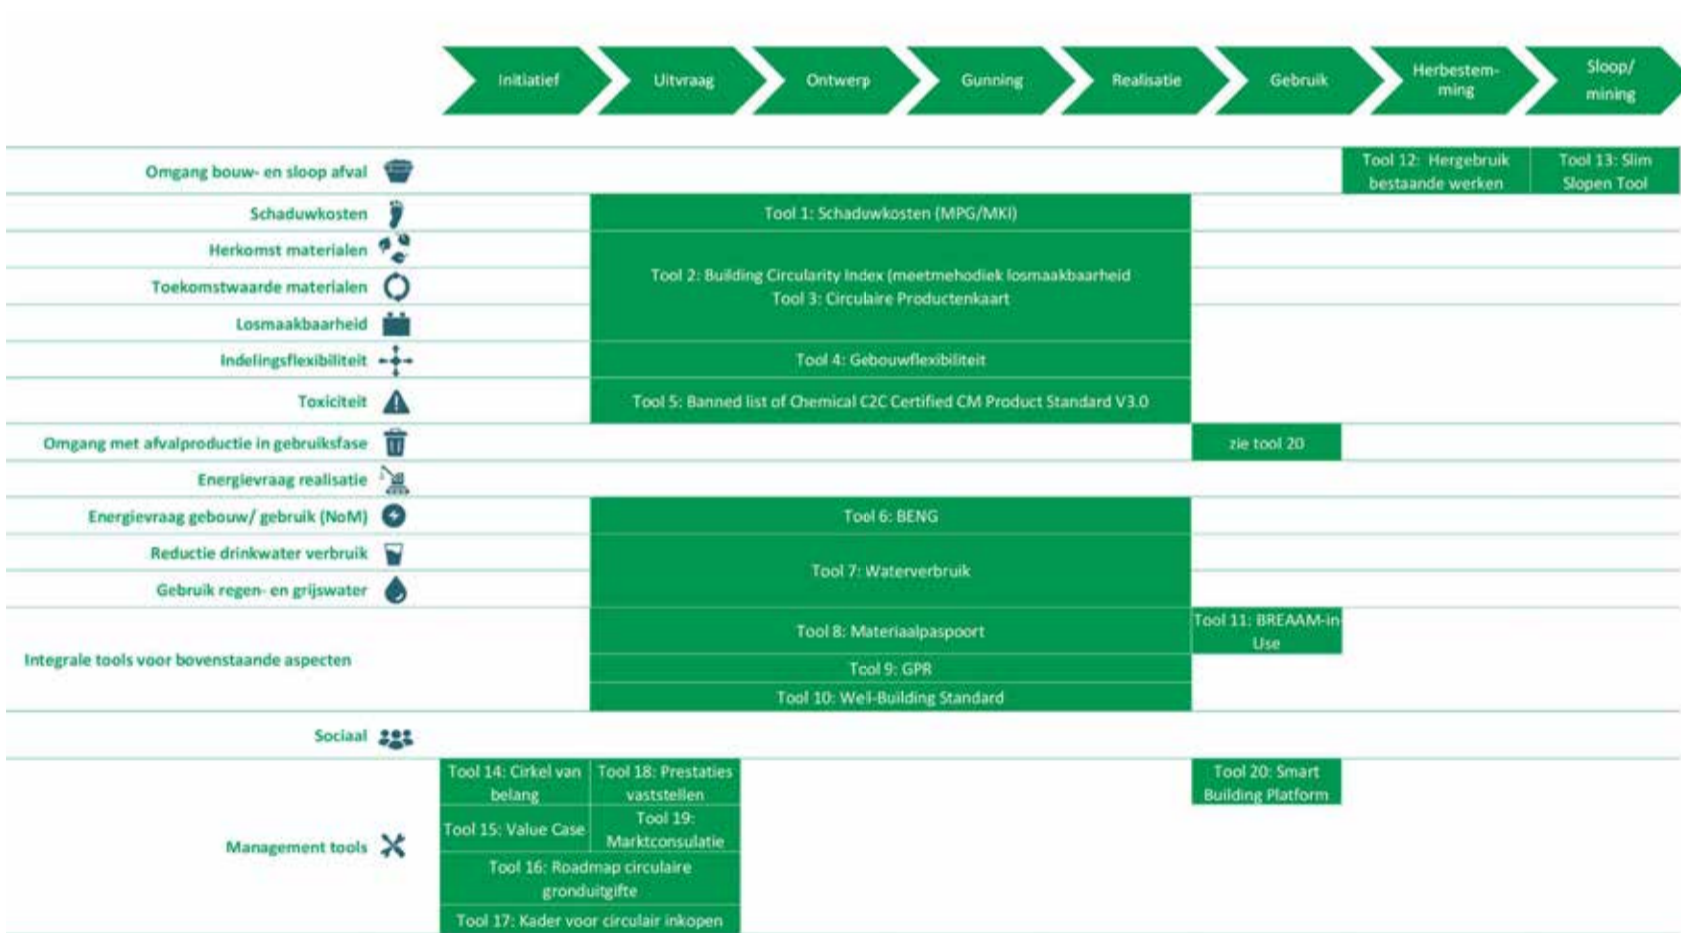 Initiatief
Uitvraag
Ontwerp
Gunning
Realisatie
Gebruik
Herbestem-
ming
Sloop/
mining
Omgang bouw- en sloop afval
Tool 12: Hergebruik
bestaande werken
Tool 13: Slim
Slopen Tool
Schaduwkosten
Tool 1: Schaduwkosten (MPG/MKI)
Herkomst materialen
Toekomstwaarde materialen
Tool 2: Building Circularity Index (meetmehodiek losmaakbaarheid
Tool 3: Circulaire Productenkaart
Losmaakbaarheid
Indelingsflexibiliteit
Tool 4: Gebouwflexibiliteit
Toxiciteit
Tool 5: Banned list of Chemical C2C Certified CM Product Standard V3.0
Omgang met afvalproductie in gebruiksfase
zie tool 20
Energievraag realisatie
Energievraag gebouw/ gebruik (NoM)
Tool 6: BENG
Reductie drinkwater verbruik
Tool 7: Waterverbruik
Gebruik regen- en grijswater
Integrale tools voor bovenstaande aspecten
Tool 8: Materiaalpaspoort
Tool 11: BREAAM-in-
Use
Tool 9: GPR
Tool 10: Well-Building Standard
Sociaal
Management tools
Tool 14: Cirkel van
belang
Tool 18: Prestaties
vaststellen
Tool 20: Smart
Building Platform
Tool 15: Value Case
Tool 19:
Marktconsulatie
Tool 16: Roadmap circulaire
gronduitgifte
Tool 17: Kader voor circulair inkopen